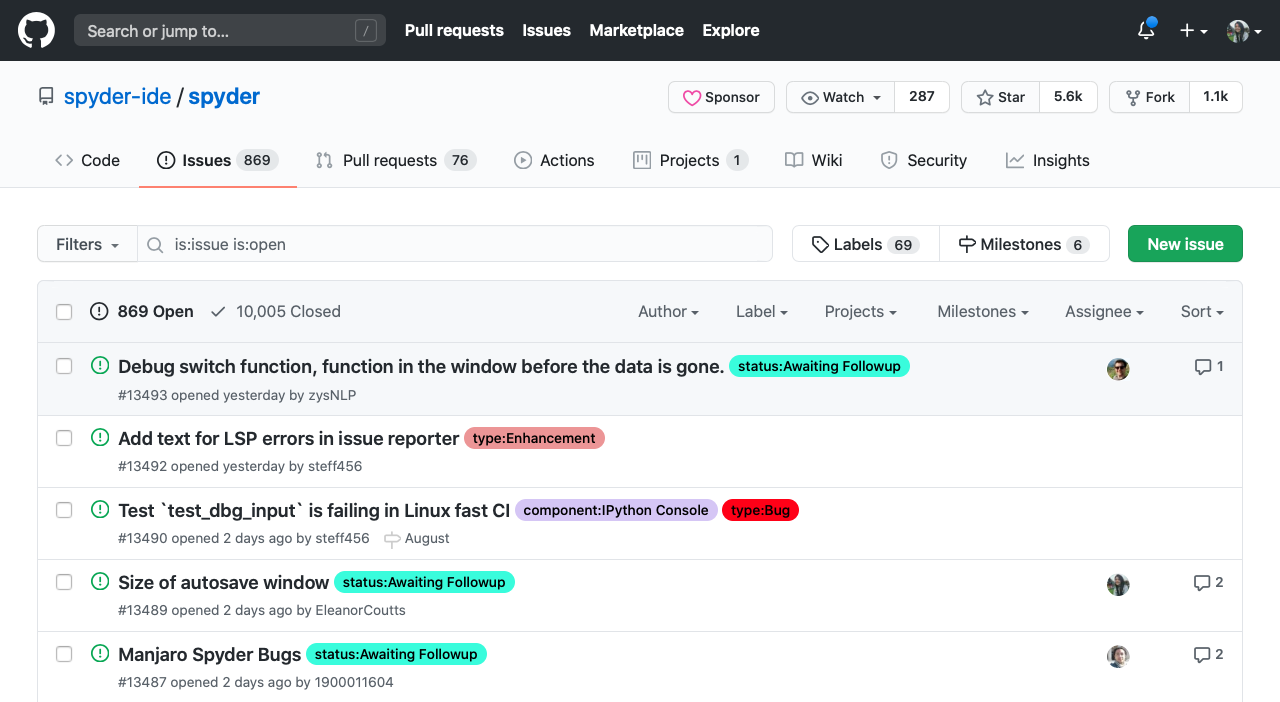 Search or jump to... /
Pull requests Issues Marketplace Explore
spyder-ide / spyder
Sponsor Watch 287 Star 5.6k Fork 1.1k
Code Issues 869 Pull requests 76 Actions Projects 1 Wiki Security Insights
Filters is:issue is:open Labels 69 Milestones 6 New issue
869 Open 10,005 Closed Author Label Projects Milestones Assignee Sort
Debug switch function, function in the window before the data is gone. status:Awaiting Followup 1
#13493 opened yesterday by zysNLP
Add text for LSP errors in issue reporter type:Enhancement
#13492 opened yesterday by steff456
Test `test_dbg_input` is failing in Linux fast CI component:IPython Console type:Bug
#13490 opened 2 days ago by steff456 August
Size of autosave window status:Awaiting Followup 2
#13489 opened 2 days ago by EleanorCoutts
Manjaro Spyder Bugs status:Awaiting Followup 2
#13487 opened 2 days ago by 1900011604